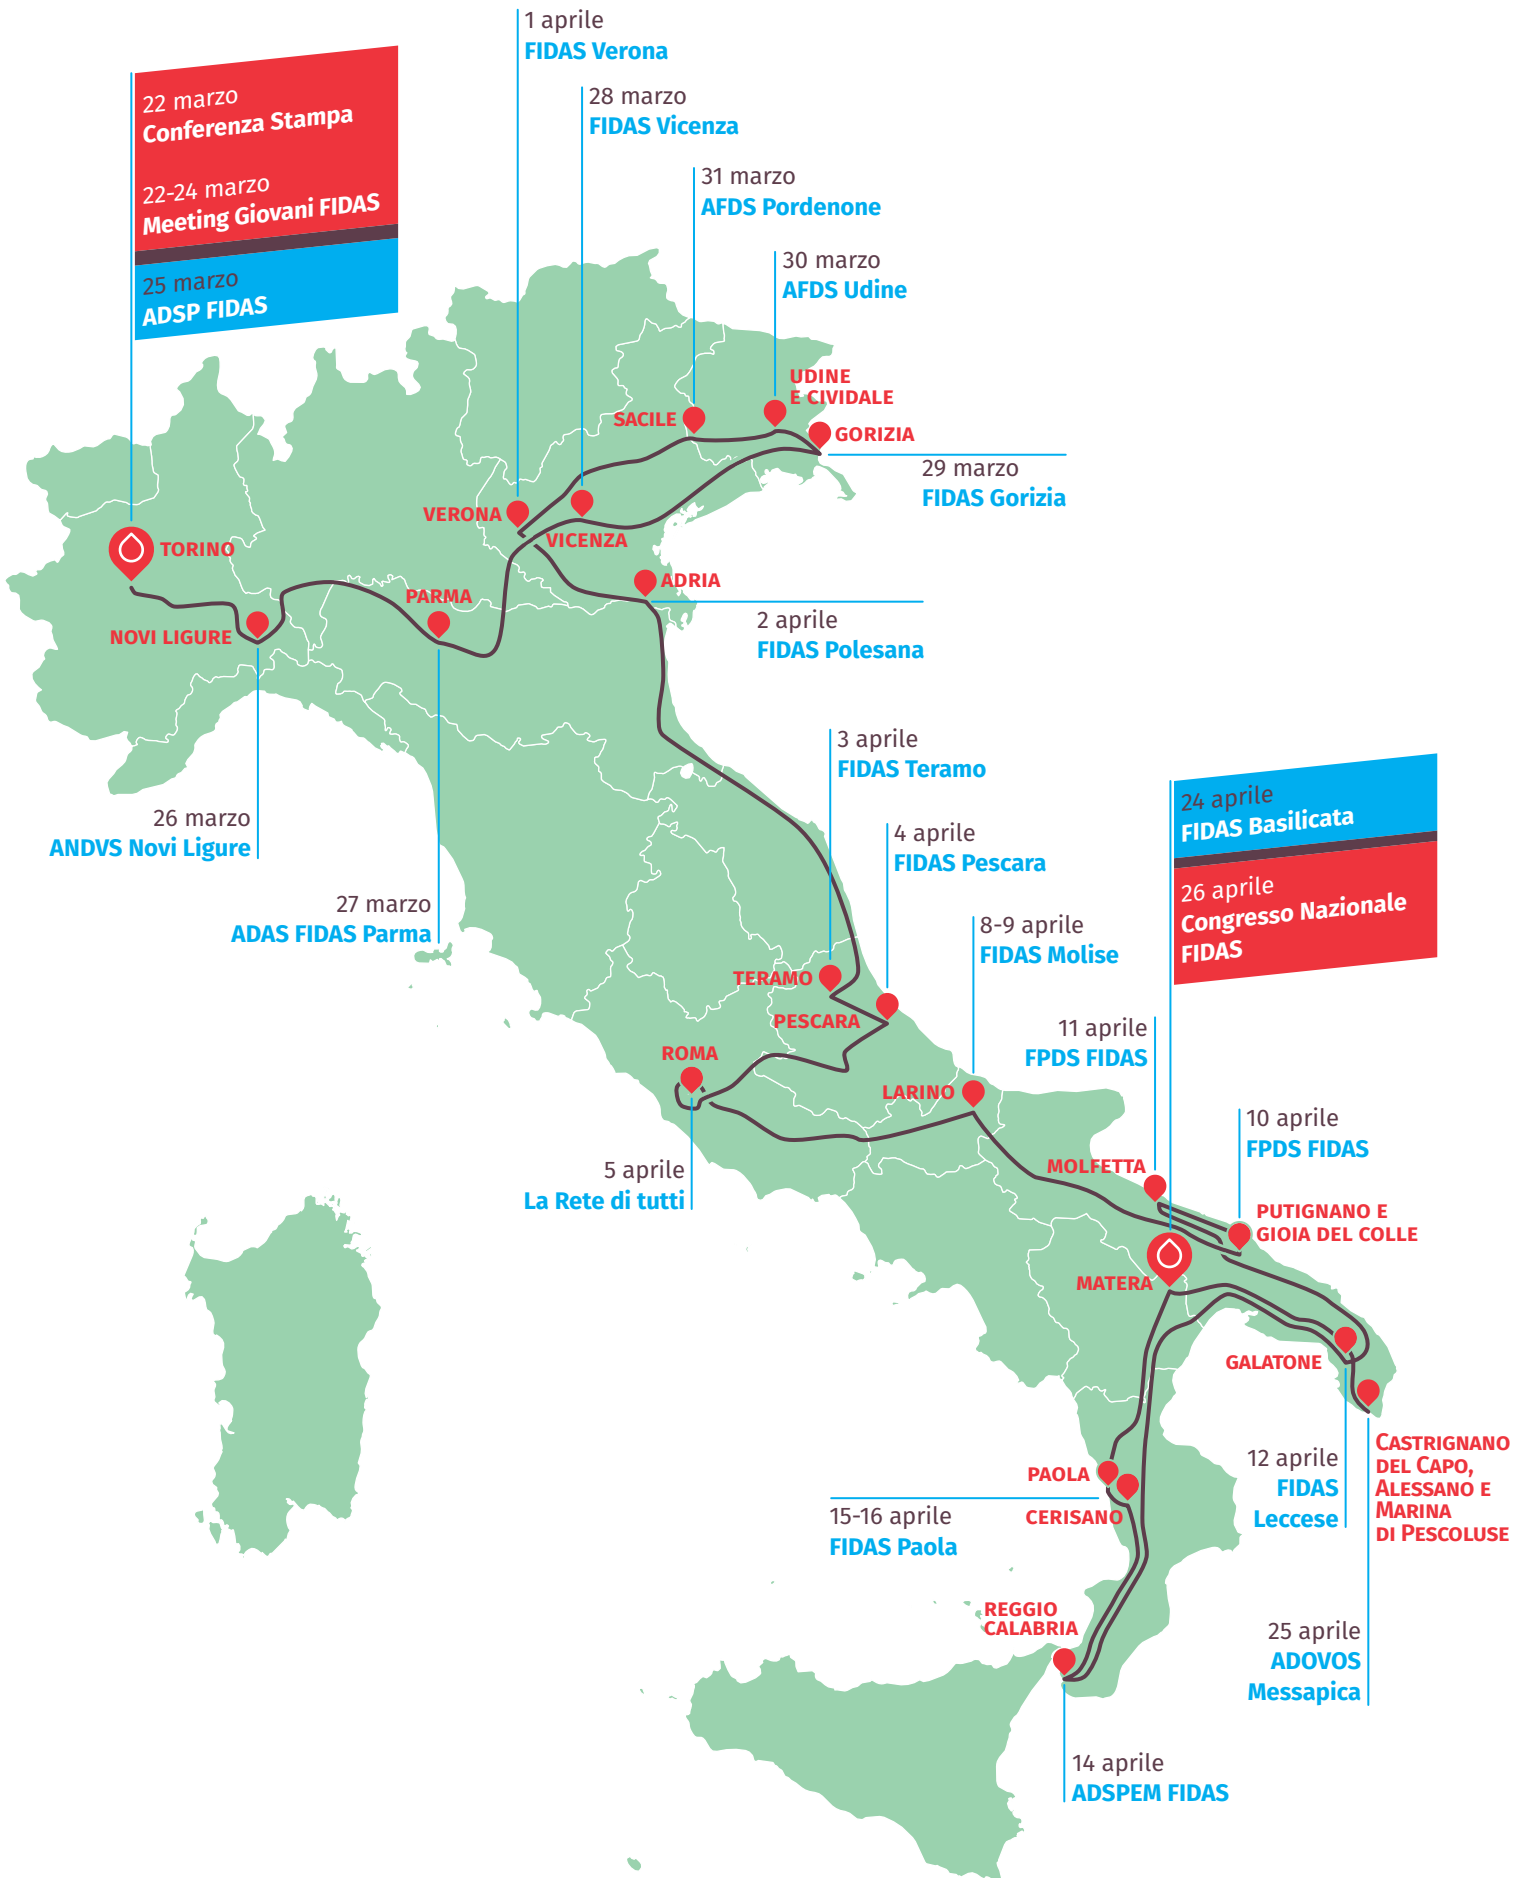 1 aprile
FIDAS Verona
22 marzo
Conferenza Stampa
22-24 marzo
Meeting Giovani FIDAS
25 marzo
ADSP FIDAS
28 marzo
FIDAS Vicenza
31 marzo
AFDS Pordenone
30 marzo
AFDS Udine
UDINE
E CIVIDALE
SACILE
GORIZIA
29 marzo
FIDAS Gorizia
VERONA
VICENZA
TORINO
ADRIA
PARMA
NOVI LIGURE
2 aprile
FIDAS Polesana
3 aprile
FIDAS Teramo
24 aprile
FIDAS Basilicata
26 aprile
Congresso Nazionale
FIDAS
26 marzo
ANDVS Novi Ligure
4 aprile
FIDAS Pescara
27 marzo
ADAS FIDAS Parma
8-9 aprile
FIDAS Molise
TERAMO
PESCARA
11 aprile
FPDS FIDAS
ROMA
LARINO
10 aprile
FPDS FIDAS
5 aprile
La Rete di tutti
MOLFETTA
PUTIGNANO E
GIOIA DEL COLLE
MATERA
GALATONE
CASTRIGNANO
DEL CAPO,
ALESSANO E
MARINA
DI PESCOLUSE
12 aprile
FIDAS
Leccese
PAOLA
CERISANO
15-16 aprile
FIDAS Paola
REGGIO
CALABRIA
25 aprile
ADOVOS
Messapica
14 aprile
ADSPEM FIDAS